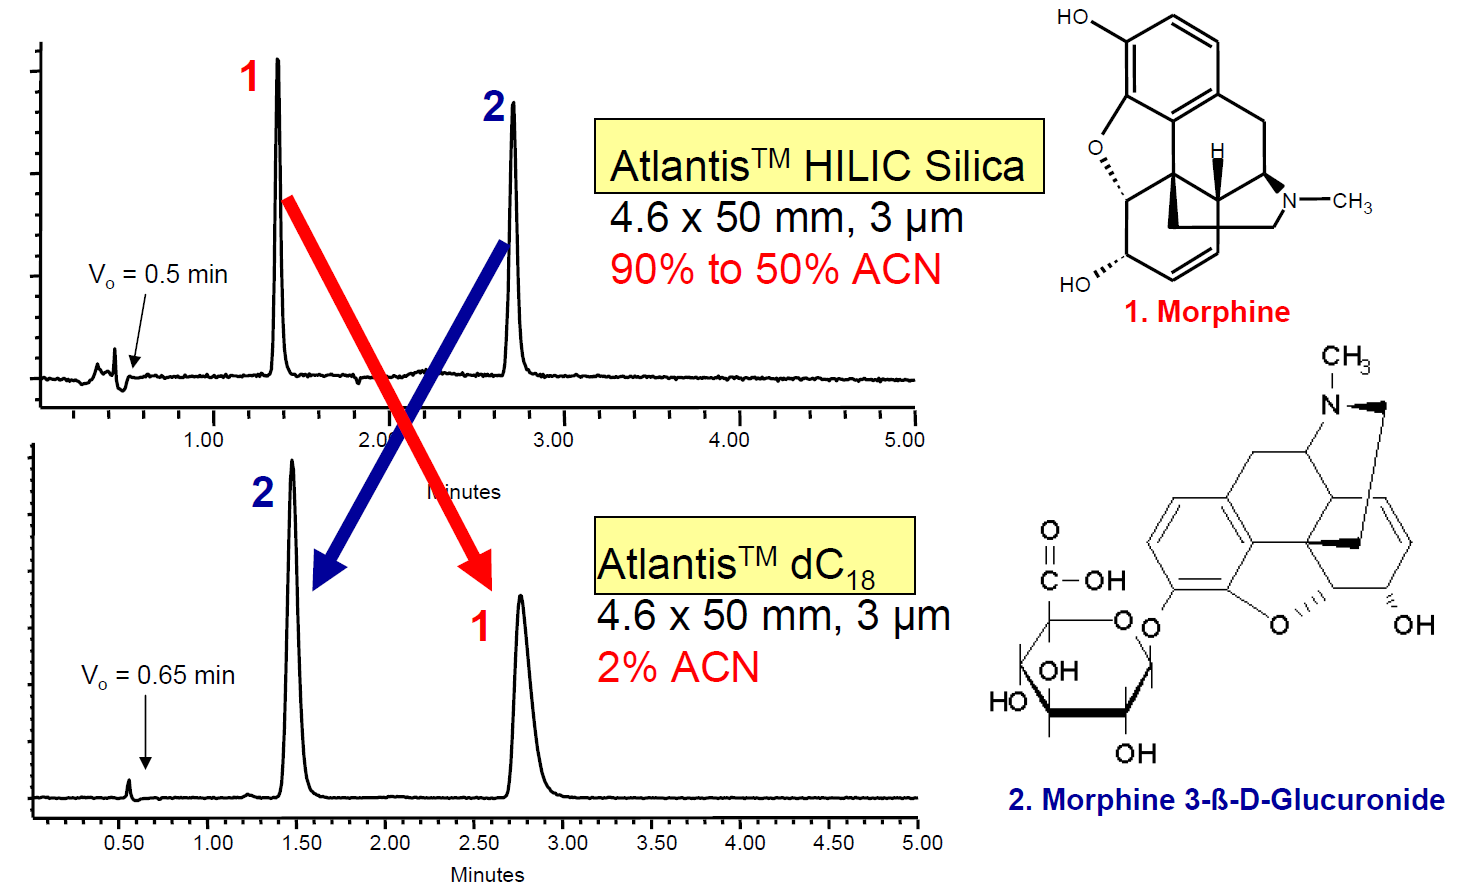 1
2
Atlantis™ HILIC Silica
4.6 x 50 mm, 3 µm
90% to 50% ACN
Vo = 0.5 min
1.00
2.00
3.00
4.00
5.00
Minutes
HO
O
H
N
CH3
HO
1. Morphine
2
1
Atlantis™ dC18
4.6 x 50 mm, 3 µm
2% ACN
Vo = 0.65 min
0.50
1.00
1.50
2.00
2.50
3.00
3.50
4.00
4.50
5.00
Minutes
CH3
N
O
C-OH
O
O
O
OH
OH
HO
OH
2. Morphine 3-ß-D-Glucuronide